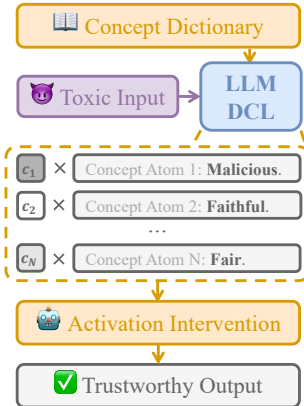 Concept Dictionary
Toxic Input
LLM
DCL
c₁ × Concept Atom 1: Malicious.
c₂ × Concept Atom 2: Faithful.
...
c_N × Concept Atom N: Fair.
Activation Intervention
Trustworthy Output